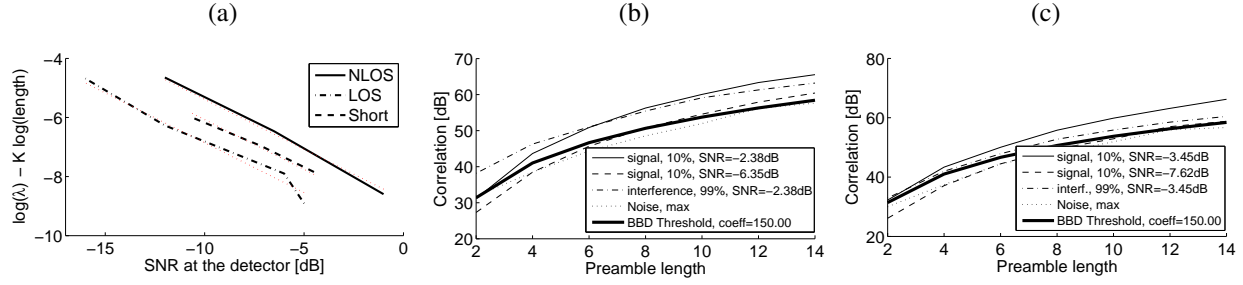 (a)
log(λ) − K log(length)
−4
−6
−8
−10
−15
−10
−5
0
SNR at the detector [dB]
NLOS
LOS
Short
(b)
Correlation [dB]
70
60
50
40
30
20
2
4
6
8
10
12
14
Preamble length
signal, 10%, SNR=−2.38dB
signal, 10%, SNR=−6.35dB
interference, 99%, SNR=−2.38dB
Noise, max
BBD Threshold, coeff=150.00
(c)
Correlation [dB]
80
60
40
20
2
4
6
8
10
12
14
Preamble length
signal, 10%, SNR=−3.45dB
signal, 10%, SNR=−7.62dB
interf., 99%, SNR=−3.45dB
Noise, max
BBD Threshold, coeff=150.00